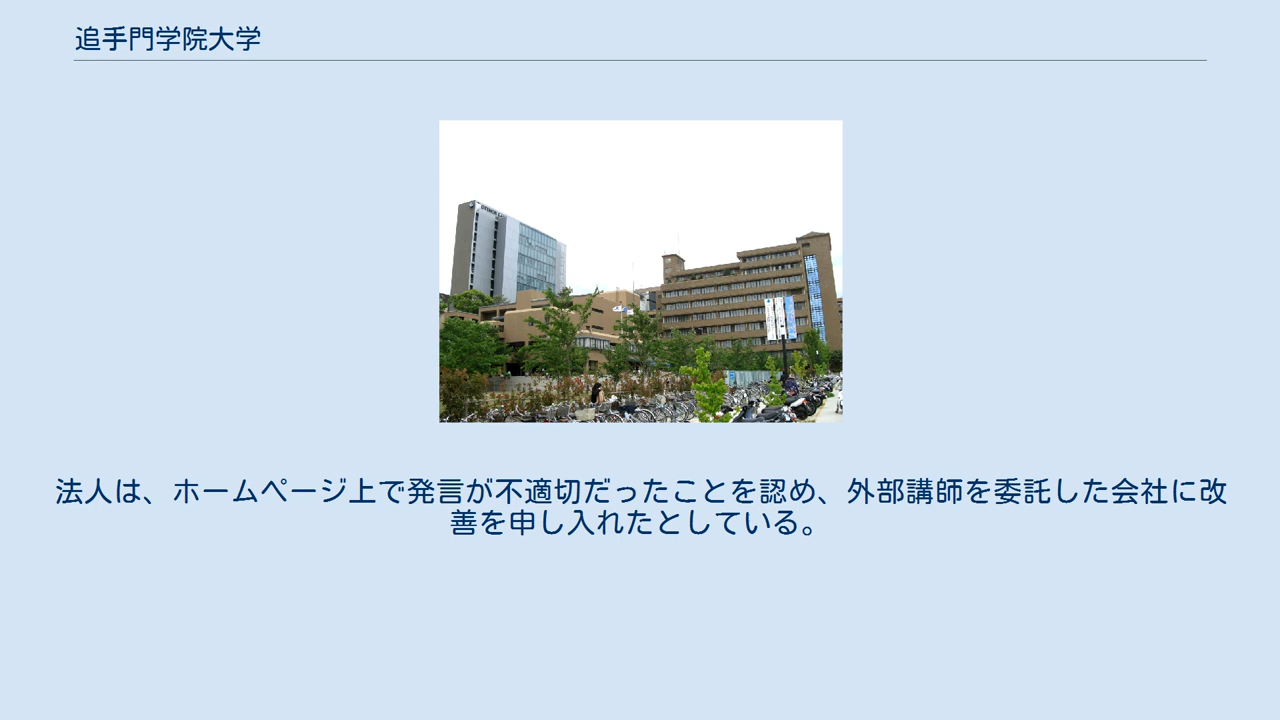 追手門学院大学
法人は、ホームページ上で発言が不適切だったことを認め、外部講師を委託した会社に改
善を申し入れたとしている。